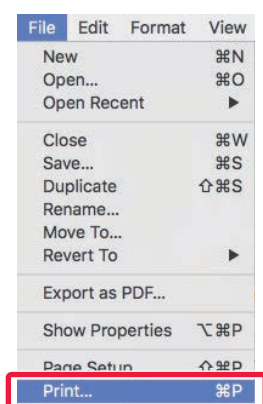 File Edit Format View
New ⌘N
Open... ⌘O
Open Recent ▶
Close ⌘W
Save... ⌘S
Duplicate ⇧⌘S
Rename...
Move To...
Revert To ▶
Export as PDF...
Show Properties ⌥⌘P
Page Setup ⇧⌘P
Print... ⌘P